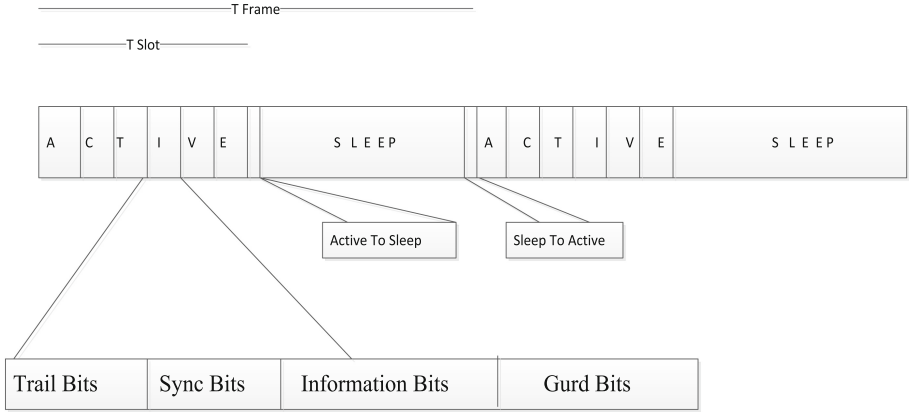 T Frame
T Slot
A C T I V E S L E E P A C T I V E S L E E P
Active To Sleep Sleep To Active
Trail Bits Sync Bits Information Bits Gurd Bits